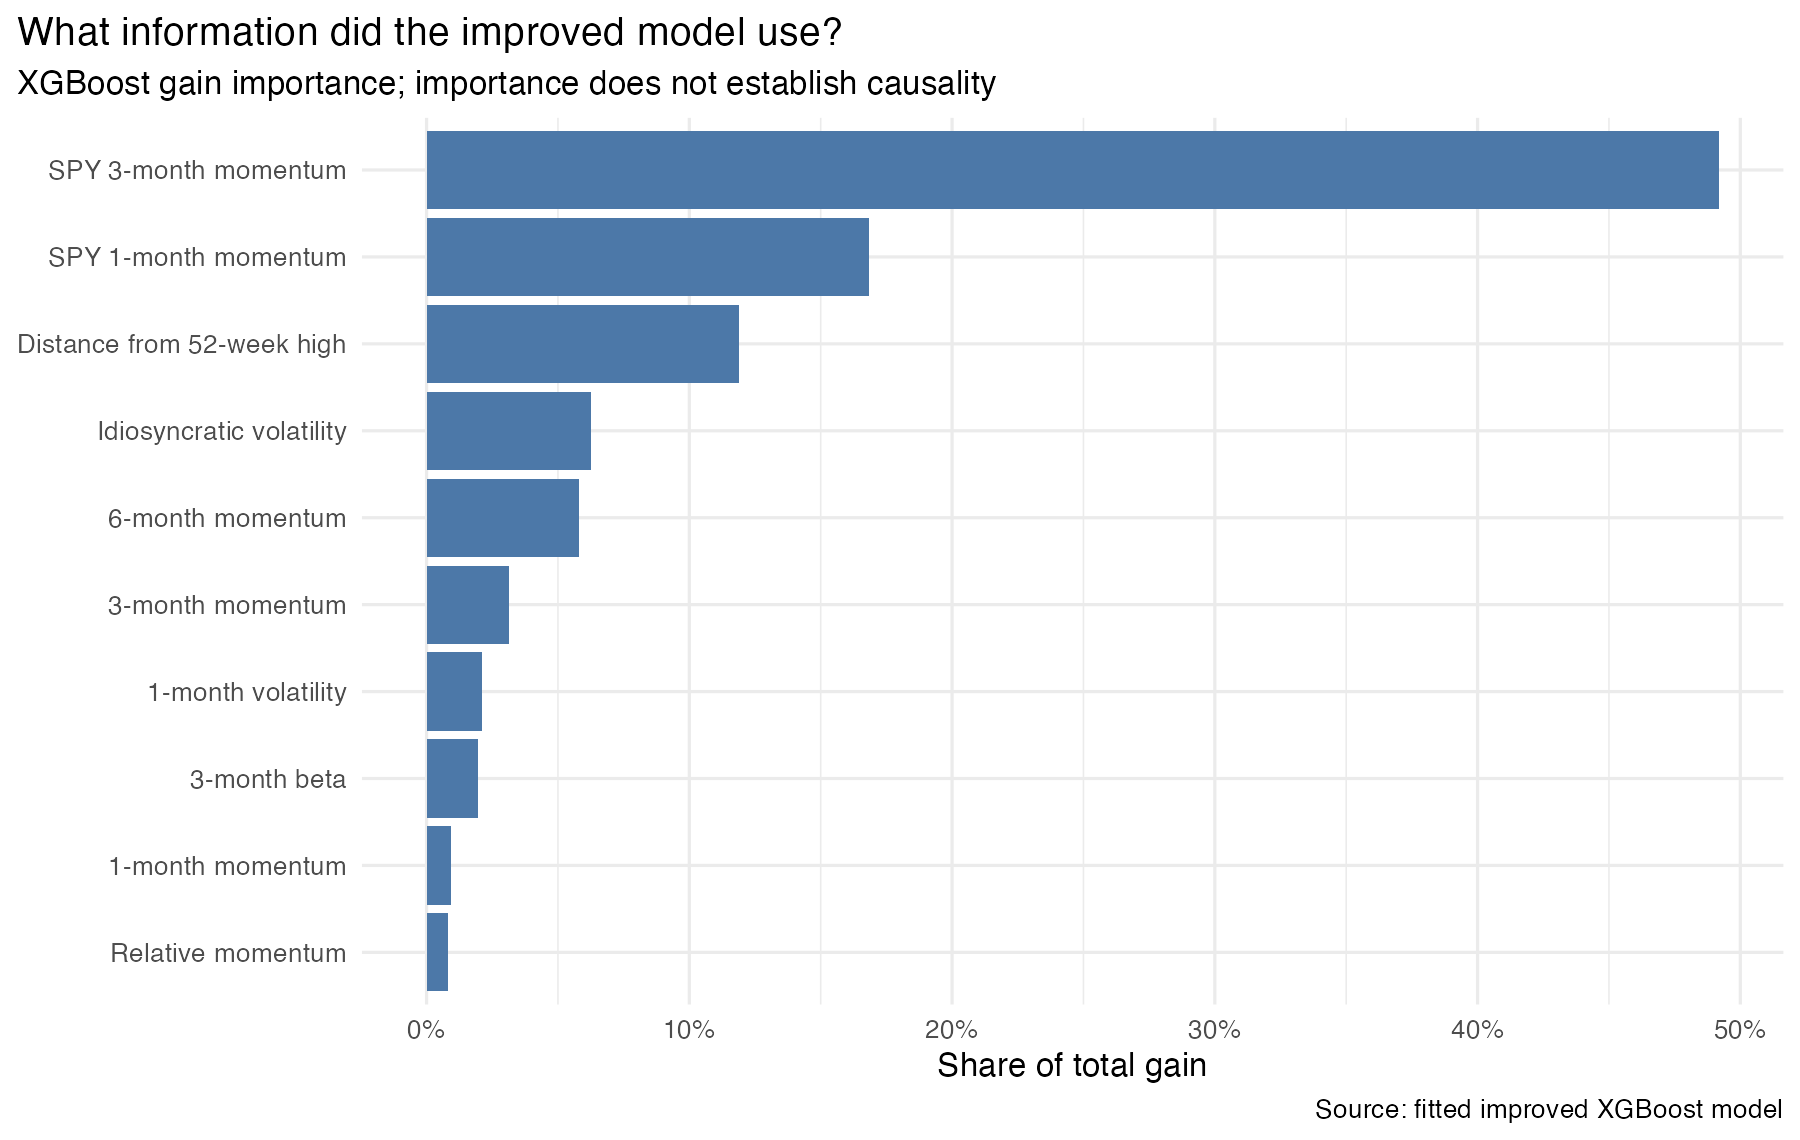 What information did the improved model use?
XGBoost gain importance; importance does not establish causality
SPY 3-month momentum
SPY 1-month momentum
Distance from 52-week high
Idiosyncratic volatility
6-month momentum
3-month momentum
1-month volatility
3-month beta
1-month momentum
Relative momentum
0% 10% 20% 30% 40% 50%
Share of total gain
Source: fitted improved XGBoost model